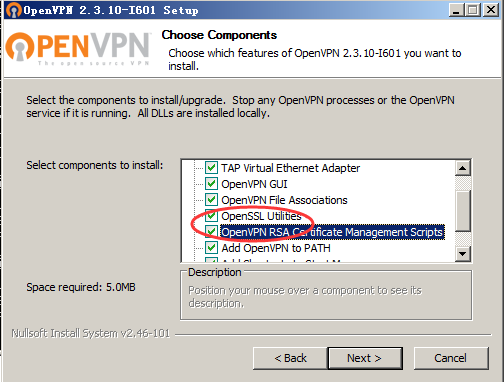 OpenVPN 2.3.10-I601 Setup
OPENVPN
The open source VPN
Choose Components
Choose which features of OpenVPN 2.3.10-I601 you want to
install.
Select the components to install/upgrade. Stop any OpenVPN processes or the OpenVPN
service if it is running. All DLLs are installed locally.
Select components to install:
TAP Virtual Ethernet Adapter
OpenVPN GUI
OpenVPN File Associations
OpenSSL Utilities
OpenVPN RSA Certificate Management Scripts
Add OpenVPN to PATH
Add Shortcuts to Start Menu
Space required: 5.0MB
Description
Position your mouse over a component to see its
description.
Nullsoft Install System v2.46-101
< Back
Next >
Cancel